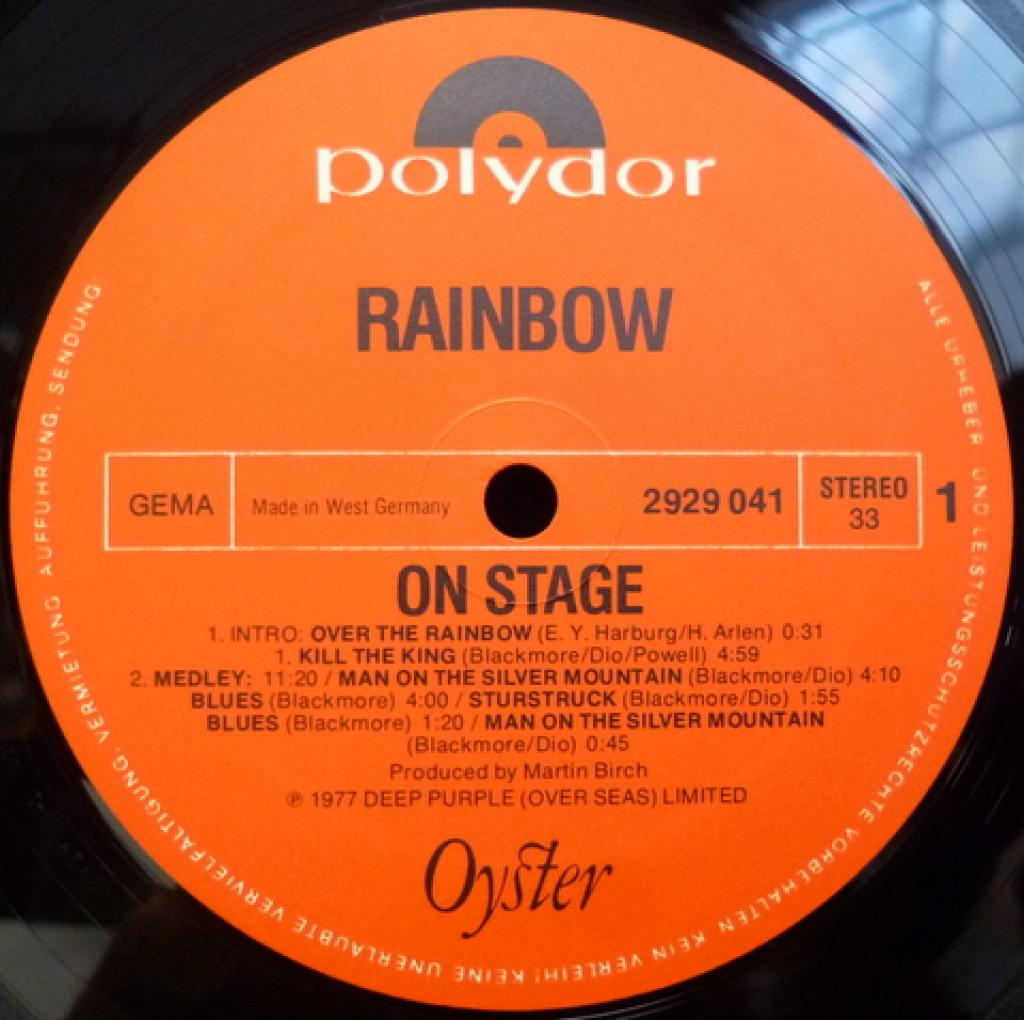 polydor
RAINBOW
GEMA
Made in West Germany
2929 041
STEREO
33
1
ON STAGE
1. INTRO: OVER THE RAINBOW (E. Y. Harburg/H. Arlen) 0:31
1. KILL THE KING (Blackmore/Dio/Powell) 4:59
2. MEDLEY: 11:20 / MAN ON THE SILVER MOUNTAIN (Blackmore/Dio) 4:10
BLUES (Blackmore) 4:00 / STURSTRUCK (Blackmore/Dio) 1:55
BLUES (Blackmore) 1:20 / MAN ON THE SILVER MOUNTAIN
(Blackmore/Dio) 0:45
Produced by Martin Birch
℗ 1977 DEEP PURPLE (OVER SEAS) LIMITED
Oyster
ALLE URHEBER UND LEISTUNGSSCHUTZRECHTE VORBEHALTEN KEIN VERLEIH! KEINE UNERLAUBTE VERVIELFÄLTIGUNG, VERMIETUNG AUFFÜHRUNG, SENDUNG